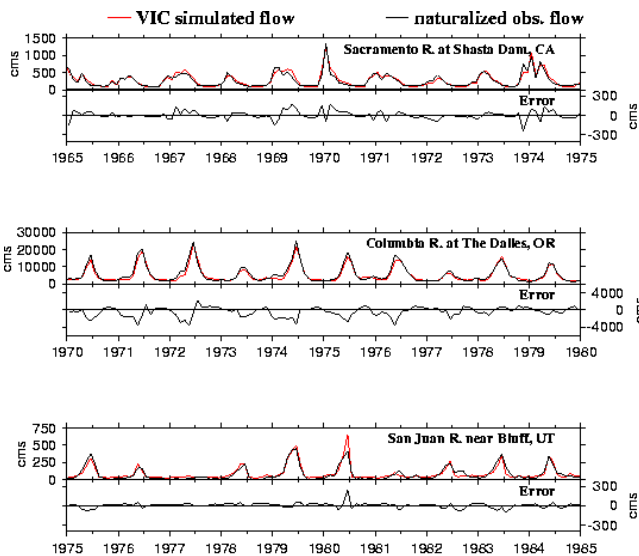 VIC simulated flow naturalized obs. flow
1500
1000
500
0
cms
Sacramento R. at Shasta Dam, CA
Error
300
0
-300
cms
1965 1966 1967 1968 1969 1970 1971 1972 1973 1974 1975
30000
20000
10000
0
cms
Columbia R. at The Dalles, OR
Error
4000
0
-4000
cms
1970 1971 1972 1973 1974 1975 1976 1977 1978 1979 1980
750
500
250
0
cms
San Juan R. near Bluff, UT
Error
300
0
-300
cms
1975 1976 1977 1978 1979 1980 1981 1982 1983 1984 1985